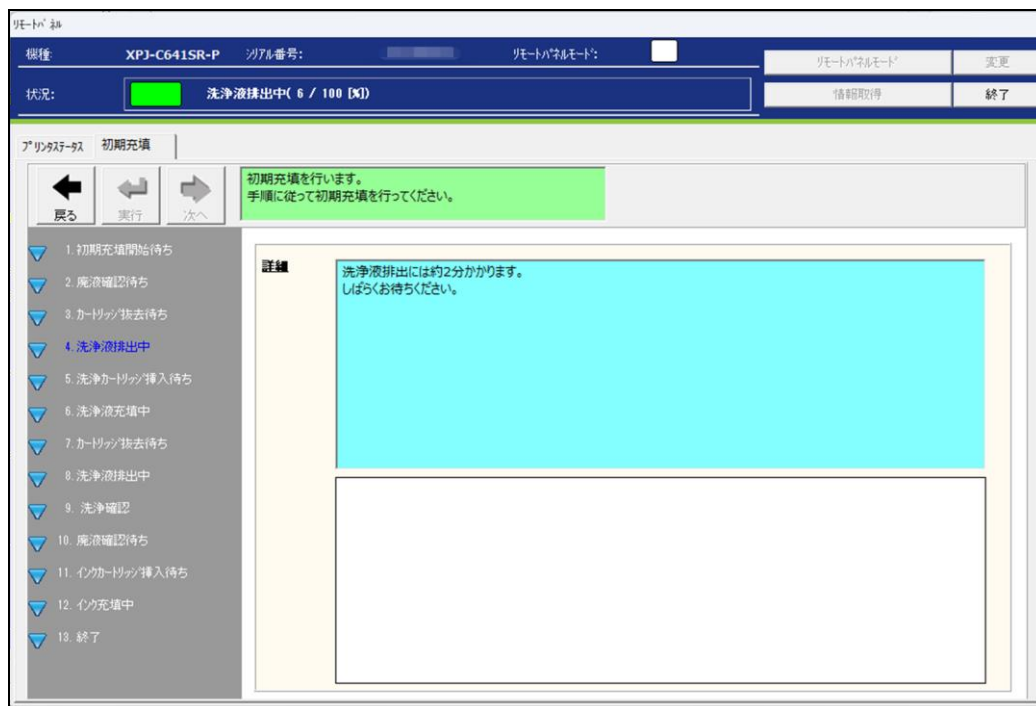 リモートパネル
機種: XPJ-C641SR-P シリアル番号: リモートパネルモード:
リモートパネルモード 変更
状況: 洗浄液排出中( 6 / 100 [%])
情報取得 終了
プリンタステータス 初期充填
戻る 実行 次へ
初期充填を行います。
手順に従って初期充填を行ってください。
1. 初期充填開始待ち
2. 廃液確認待ち
3. カートリッジ抜去待ち
4. 洗浄液排出中
5. 洗浄カートリッジ挿入待ち
6. 洗浄液充填中
7. カートリッジ抜去待ち
8. 洗浄液排出中
9. 洗浄確認
10. 廃液確認待ち
11. インクカートリッジ挿入待ち
12. インク充填中
13. 終了
詳細
洗浄液排出には約2分かかります。
しばらくお待ちください。